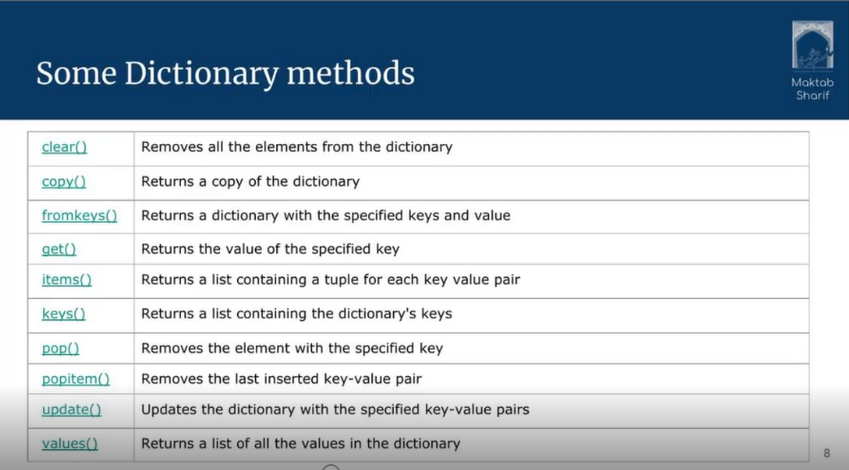 Some Dictionary methods
Maktab
Sharif
clear() Removes all the elements from the dictionary
copy() Returns a copy of the dictionary
fromkeys() Returns a dictionary with the specified keys and value
get() Returns the value of the specified key
items() Returns a list containing a tuple for each key value pair
keys() Returns a list containing the dictionary's keys
pop() Removes the element with the specified key
popitem() Removes the last inserted key-value pair
update() Updates the dictionary with the specified key-value pairs
values() Returns a list of all the values in the dictionary
8